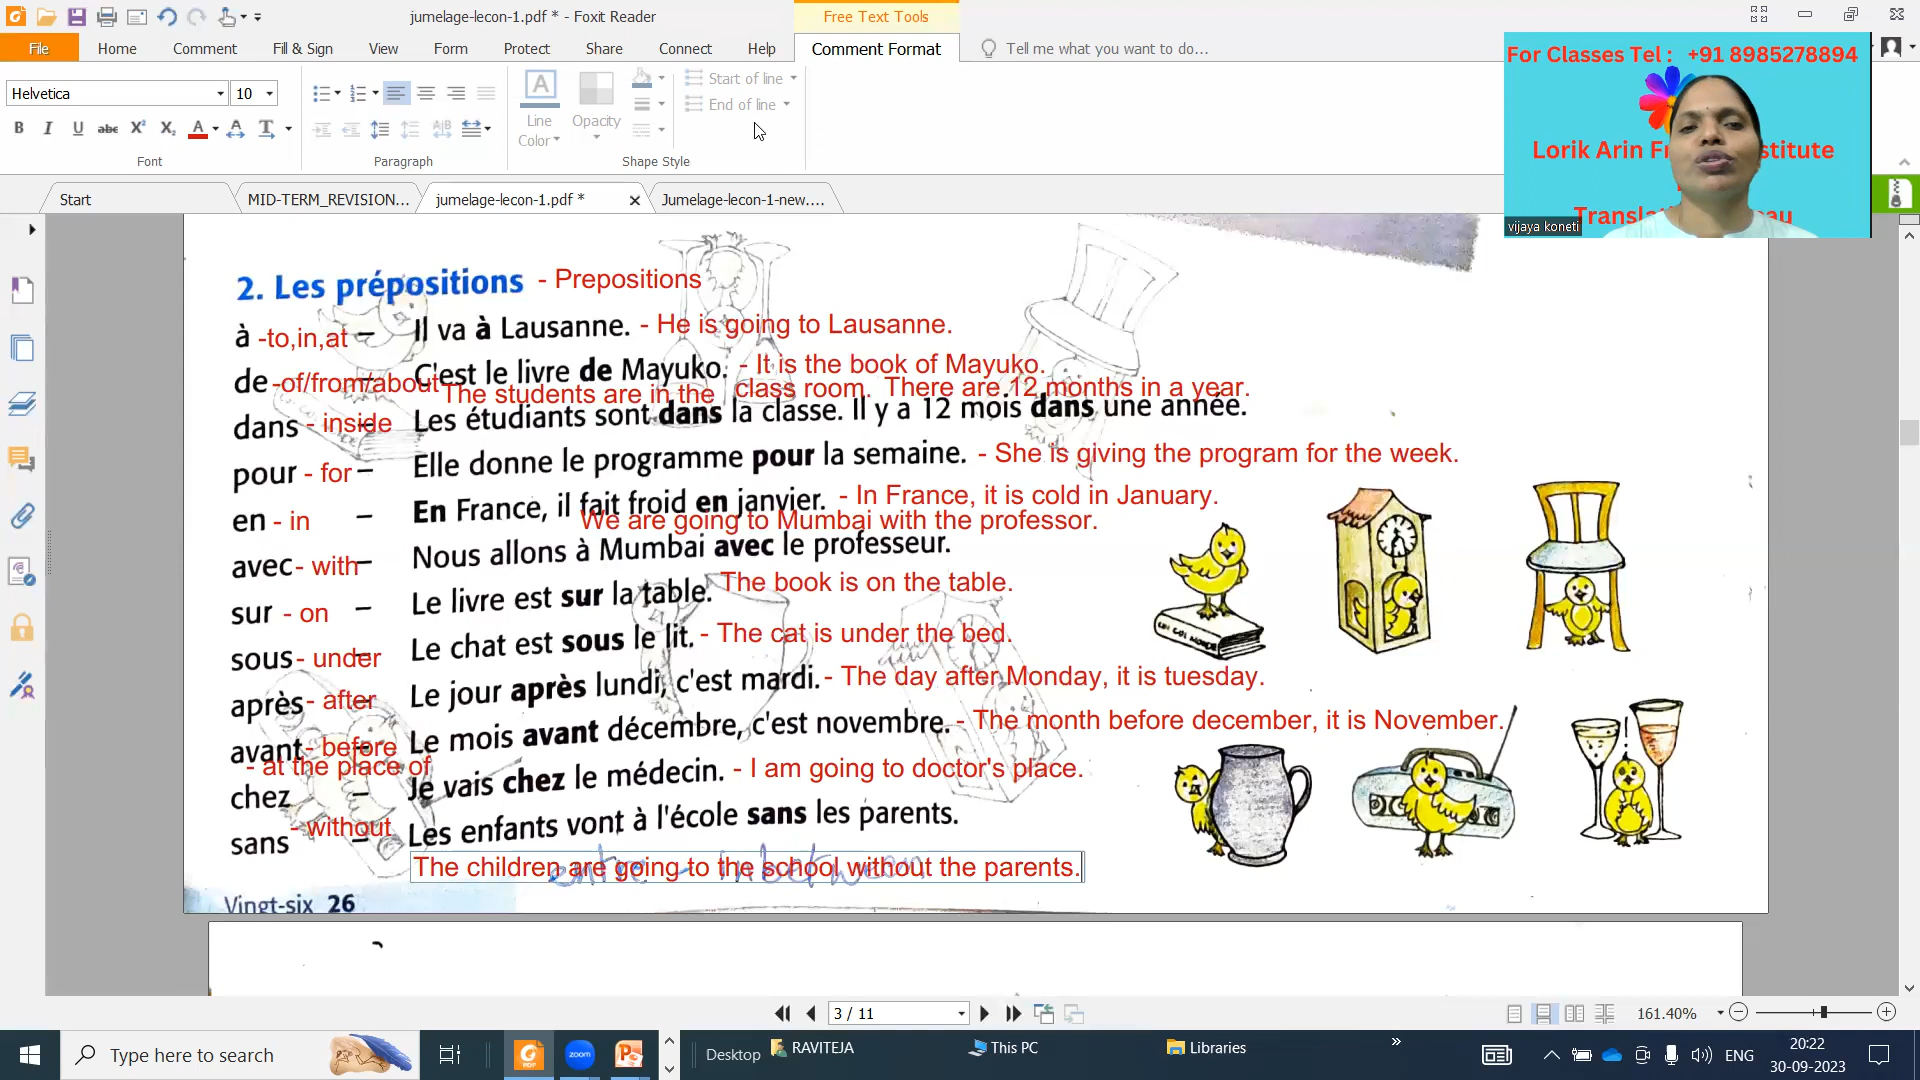 jumelage-lecon-1.pdf * - Foxit Reader
Free Text Tools
File Home Comment Fill & Sign View Form Protect Share Connect Help Comment Format Tell me what you want to do...
Helvetica 10
Line Color
Opacity
Start of line
End of line
Font Paragraph Shape Style
Start MID-TERM_REVISION... jumelage-lecon-1.pdf * Jumelage-lecon-1-new....
For Classes Tel : +91 8985278894
Lorik Arin
vijaya koneti
2. Les prépositions - Prepositions
à -to,in,at – Il va à Lausanne. - He is going to Lausanne.
de -of/from/about C'est le livre de Mayuko. - It is the book of Mayuko.
The students are in the class room. There are 12 months in a year.
dans - inside – Les étudiants sont dans la classe. Il y a 12 mois dans une année.
pour - for – Elle donne le programme pour la semaine. - She is giving the program for the week.
en - in – En France, il fait froid en janvier. - In France, it is cold in January.
We are going to Mumbai with the professor.
avec - with – Nous allons à Mumbai avec le professeur.
sur - on – Le livre est sur la table. The book is on the table.
sous - under – Le chat est sous le lit. - The cat is under the bed.
après - after – Le jour après lundi, c'est mardi. - The day after Monday, it is tuesday.
avant - before – Le mois avant décembre, c'est novembre. - The month before december, it is November.
- at the place of
chez – Je vais chez le médecin. - I am going to doctor's place.
sans - without – Les enfants vont à l'école sans les parents.
The children are going to the school without the parents.
entre - inbetween
Vingt-six 26
3 / 11
161.40%
Type here to search
zoom
Desktop
RAVITEJA
This PC
Libraries
ENG
20:22
30-09-2023